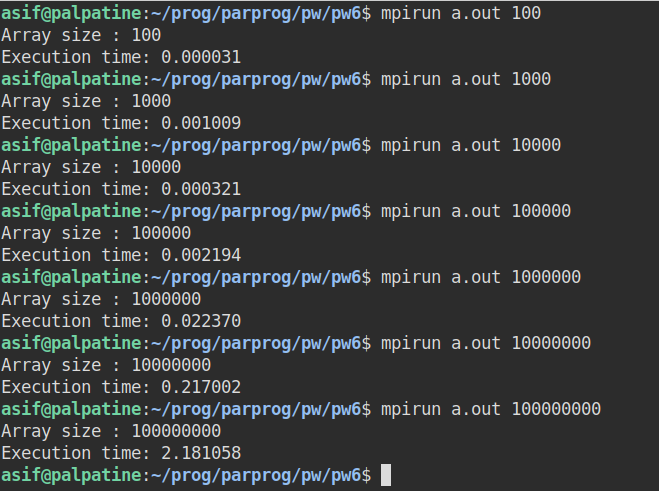 asif@palpatine:~/prog/parprog/pw/pw6$ mpirun a.out 100
Array size : 100
Execution time: 0.000031
asif@palpatine:~/prog/parprog/pw/pw6$ mpirun a.out 1000
Array size : 1000
Execution time: 0.001009
asif@palpatine:~/prog/parprog/pw/pw6$ mpirun a.out 10000
Array size : 10000
Execution time: 0.000321
asif@palpatine:~/prog/parprog/pw/pw6$ mpirun a.out 100000
Array size : 100000
Execution time: 0.002194
asif@palpatine:~/prog/parprog/pw/pw6$ mpirun a.out 1000000
Array size : 1000000
Execution time: 0.022370
asif@palpatine:~/prog/parprog/pw/pw6$ mpirun a.out 10000000
Array size : 10000000
Execution time: 0.217002
asif@palpatine:~/prog/parprog/pw/pw6$ mpirun a.out 100000000
Array size : 100000000
Execution time: 2.181058
asif@palpatine:~/prog/parprog/pw/pw6$